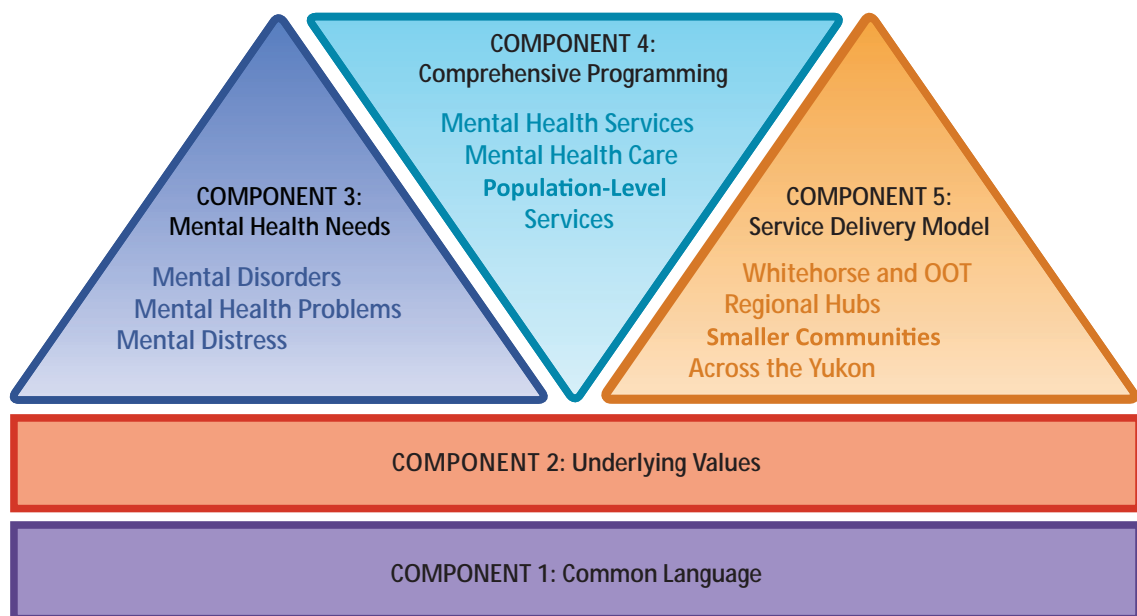 COMPONENT 4:
Comprehensive Programming
Mental Health Services
Mental Health Care
Population-Level
Services
COMPONENT 3:
Mental Health Needs
Mental Disorders
Mental Health Problems
Mental Distress
COMPONENT 5:
Service Delivery Model
Whitehorse and OOT
Regional Hubs
Smaller Communities
Across the Yukon
COMPONENT 2: Underlying Values
COMPONENT 1: Common Language